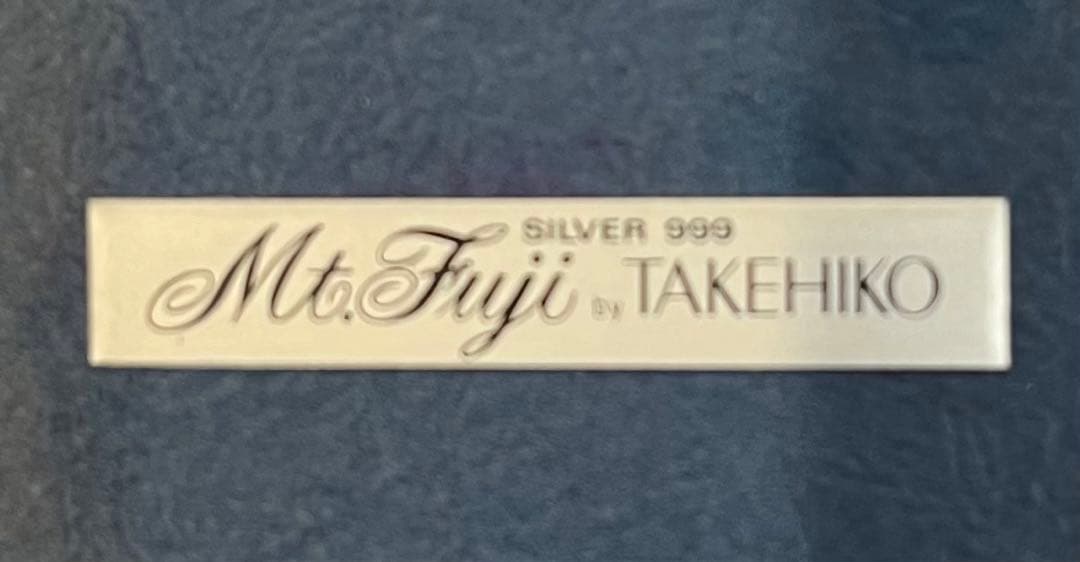 SILVER 999
Mt. Fuji By TAKEHIKO